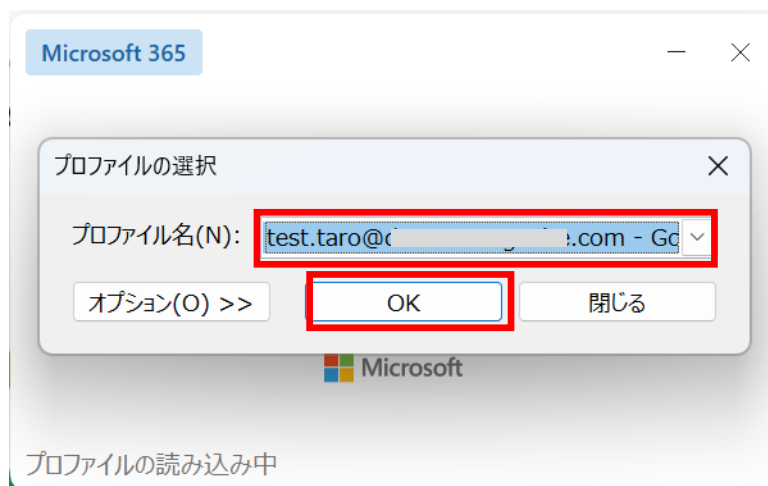 Microsoft 365
プロファイルの選択
プロファイル名(N): test.taro@ .com - Go
オプション(O) >> OK 閉じる
Microsoft
プロファイルの読み込み中